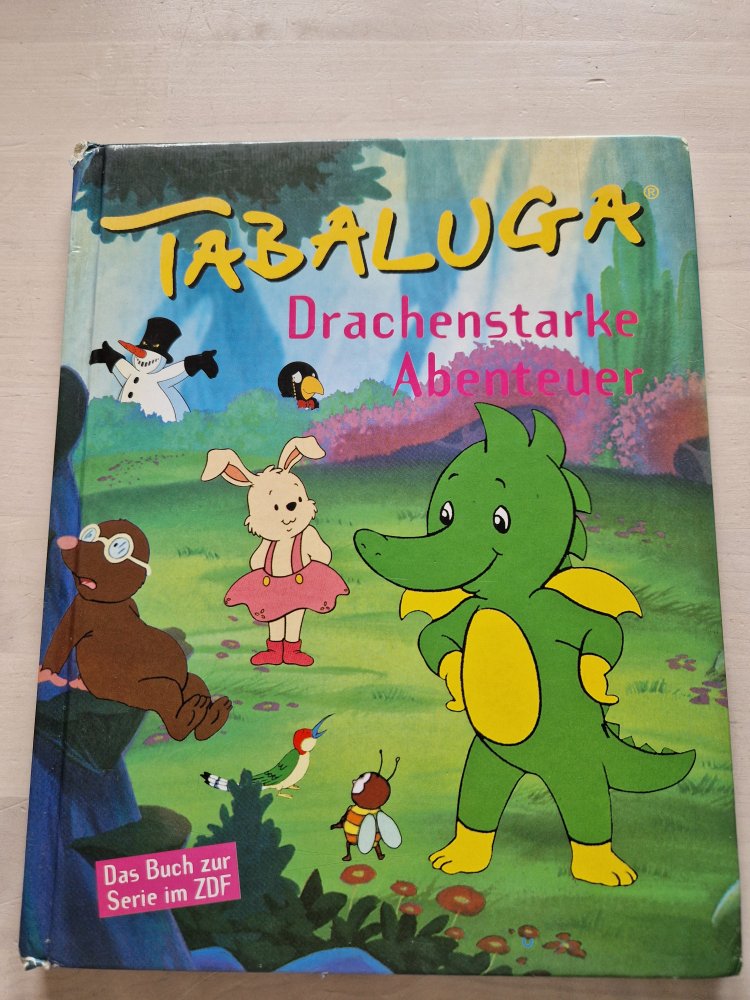 TABALUGA®
Drachenstarke
Abenteuer
Das Buch zur
Serie im ZDF